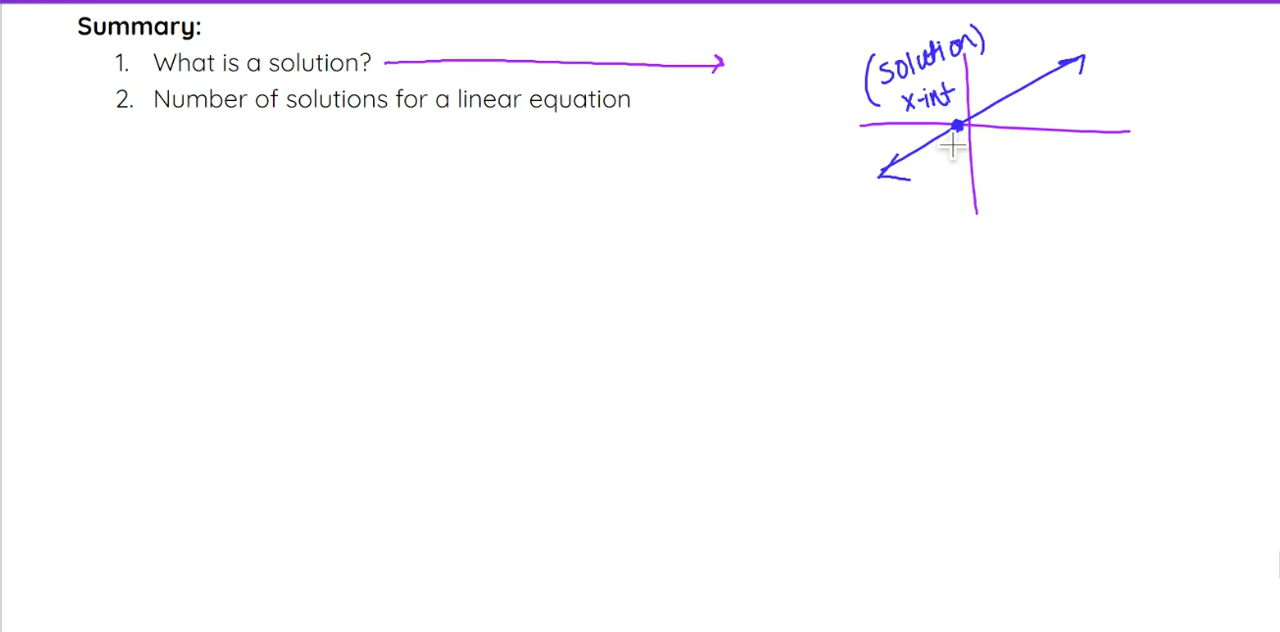 Summary:
1. What is a solution?
2. Number of solutions for a linear equation
(solution)
x-int